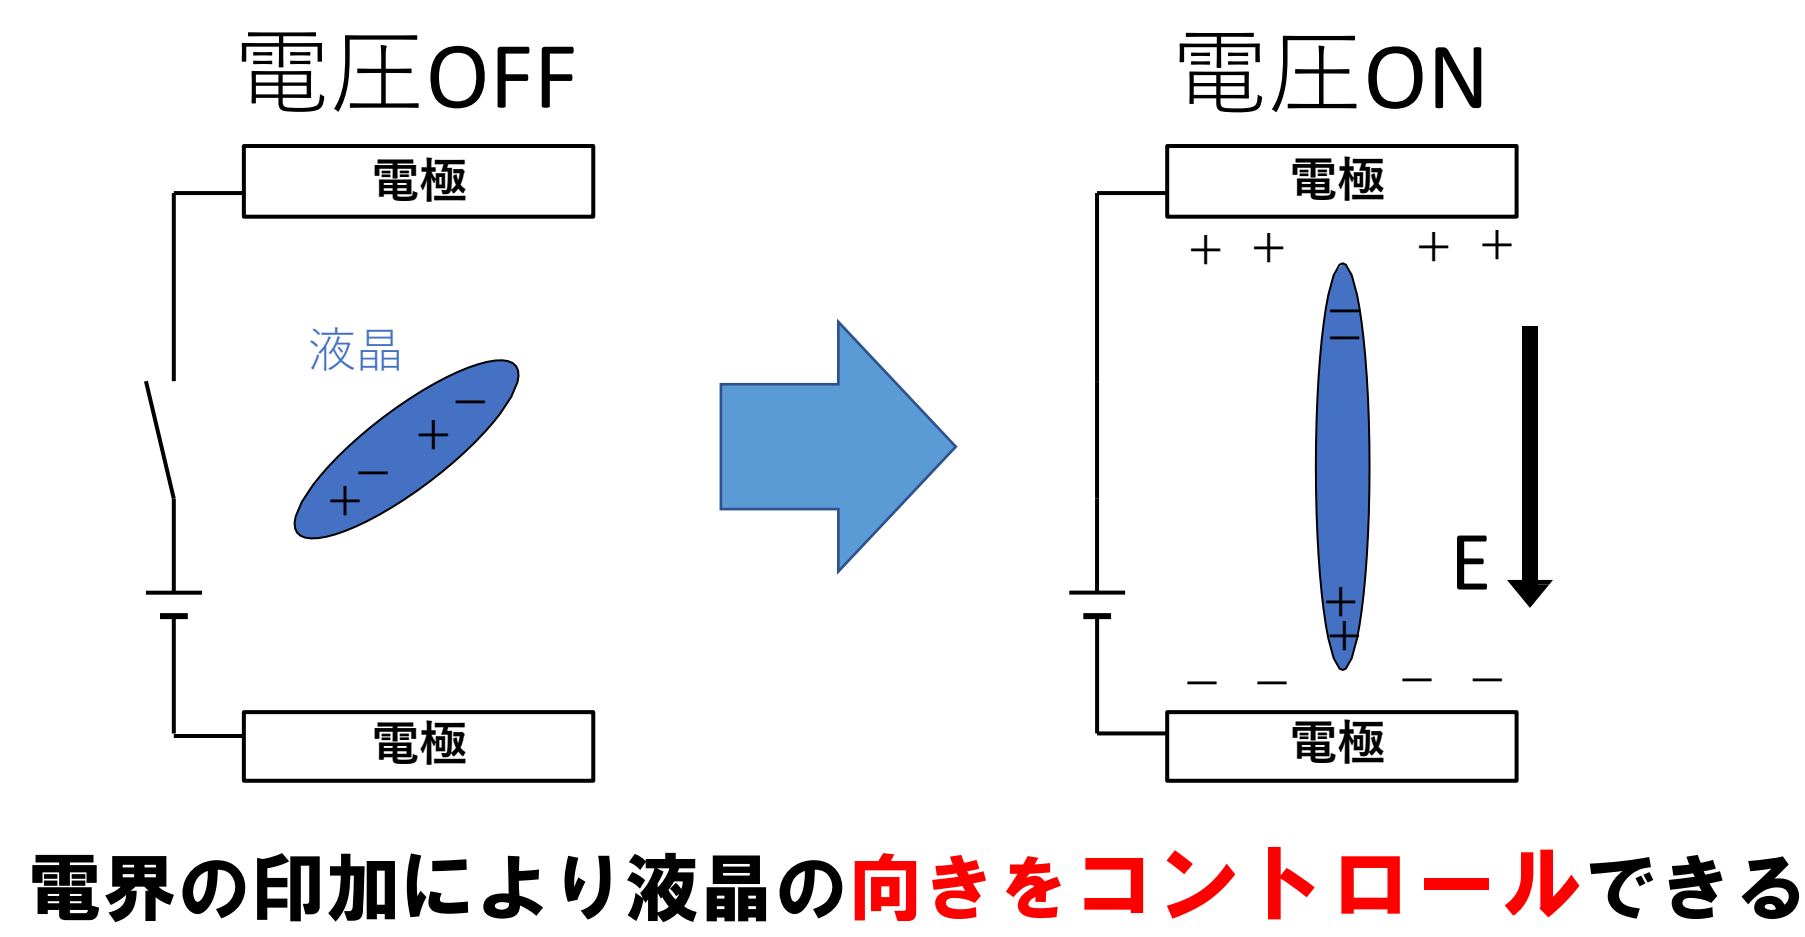 電圧OFF
電圧ON
電極
電極
+ + + +
液晶
− + − +
− −
E
+ +
− − − −
電極
電極
電界の印加により液晶の向きをコントロールできる